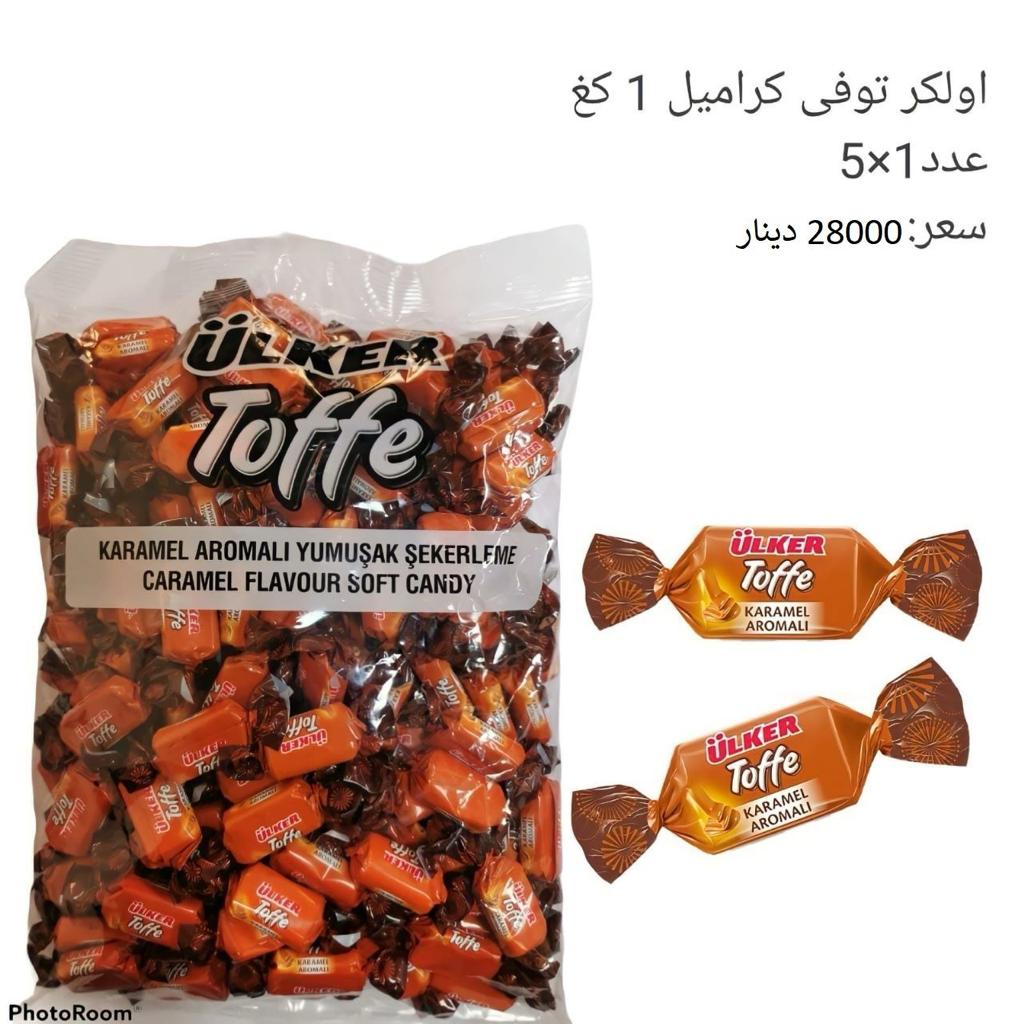 اولكر توفى كراميل 1 كغ
عدد1×5
سعر:28000 دينار
ÜLKER
Toffe
KARAMEL AROMALI YUMUŞAK ŞEKERLEME
CARAMEL FLAVOUR SOFT CANDY
ÜLKER
Toffe
KARAMEL
AROMALI
ÜLKER
Toffe
KARAMEL
AROMALI
PhotoRoom